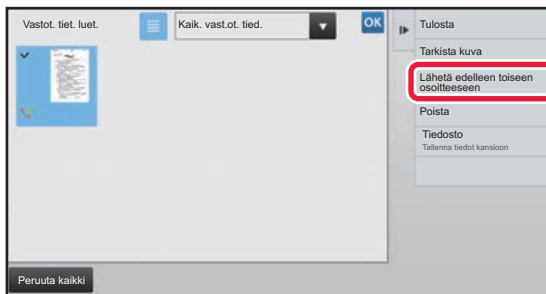 Vastot. tiet. luet.
Kaik. vast.ot. tied.
OK
Tulosta
Tarkista kuva
Lähetä edelleen toiseen
osoitteeseen
Poista
Tiedosto
Tallenna tiedot kansioon
Peruuta kaikki